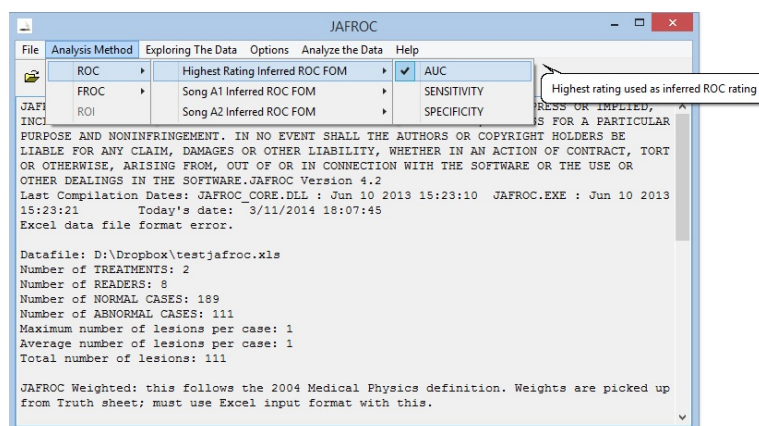 JAFROC
File Analysis Method Exploring The Data Options Analyze the Data Help
ROC Highest Rating Inferred ROC FOM AUC
FROC Song A1 Inferred ROC FOM SENSITIVITY
ROI Song A2 Inferred ROC FOM SPECIFICITY
Highest rating used as inferred ROC rating
PRESS OR IMPLIED,
FOR A PARTICULAR
PURPOSE AND NONINFRINGEMENT. IN NO EVENT SHALL THE AUTHORS OR COPYRIGHT HOLDERS BE
LIABLE FOR ANY CLAIM, DAMAGES OR OTHER LIABILITY, WHETHER IN AN ACTION OF CONTRACT, TORT
OR OTHERWISE, ARISING FROM, OUT OF OR IN CONNECTION WITH THE SOFTWARE OR THE USE OR
OTHER DEALINGS IN THE SOFTWARE.JAFROC Version 4.2
Last Compilation Dates: JAFROC_CORE.DLL : Jun 10 2013 15:23:10 JAFROC.EXE : Jun 10 2013
15:23:21 Today's date: 3/11/2014 18:07:45
Excel data file format error.
Datafile: D:\Dropbox\testjafroc.xls
Number of TREATMENTS: 2
Number of READERS: 8
Number of NORMAL CASES: 189
Number of ABNORMAL CASES: 111
Maximum number of lesions per case: 1
Average number of lesions per case: 1
Total number of lesions: 111
JAFROC Weighted: this follows the 2004 Medical Physics definition. Weights are picked up
from Truth sheet; must use Excel input format with this.